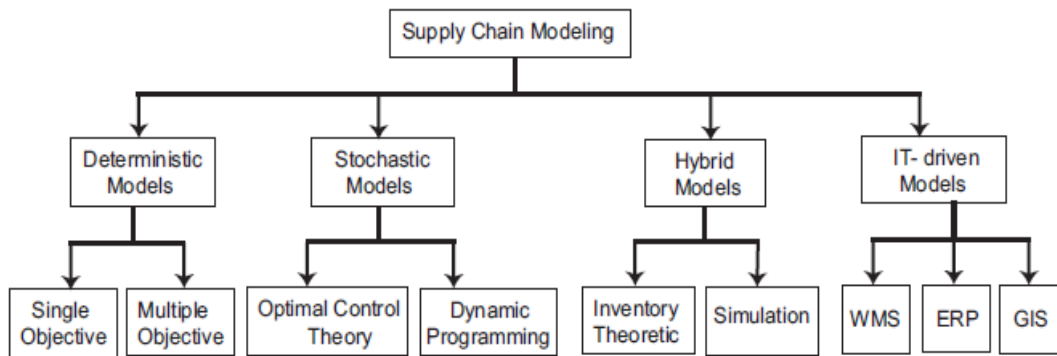 Supply Chain Modeling
Deterministic
Models
Stochastic
Models
Hybrid
Models
IT- driven
Models
Single
Objective
Multiple
Objective
Optimal Control
Theory
Dynamic
Programming
Inventory
Theoretic
Simulation
WMS
ERP
GIS